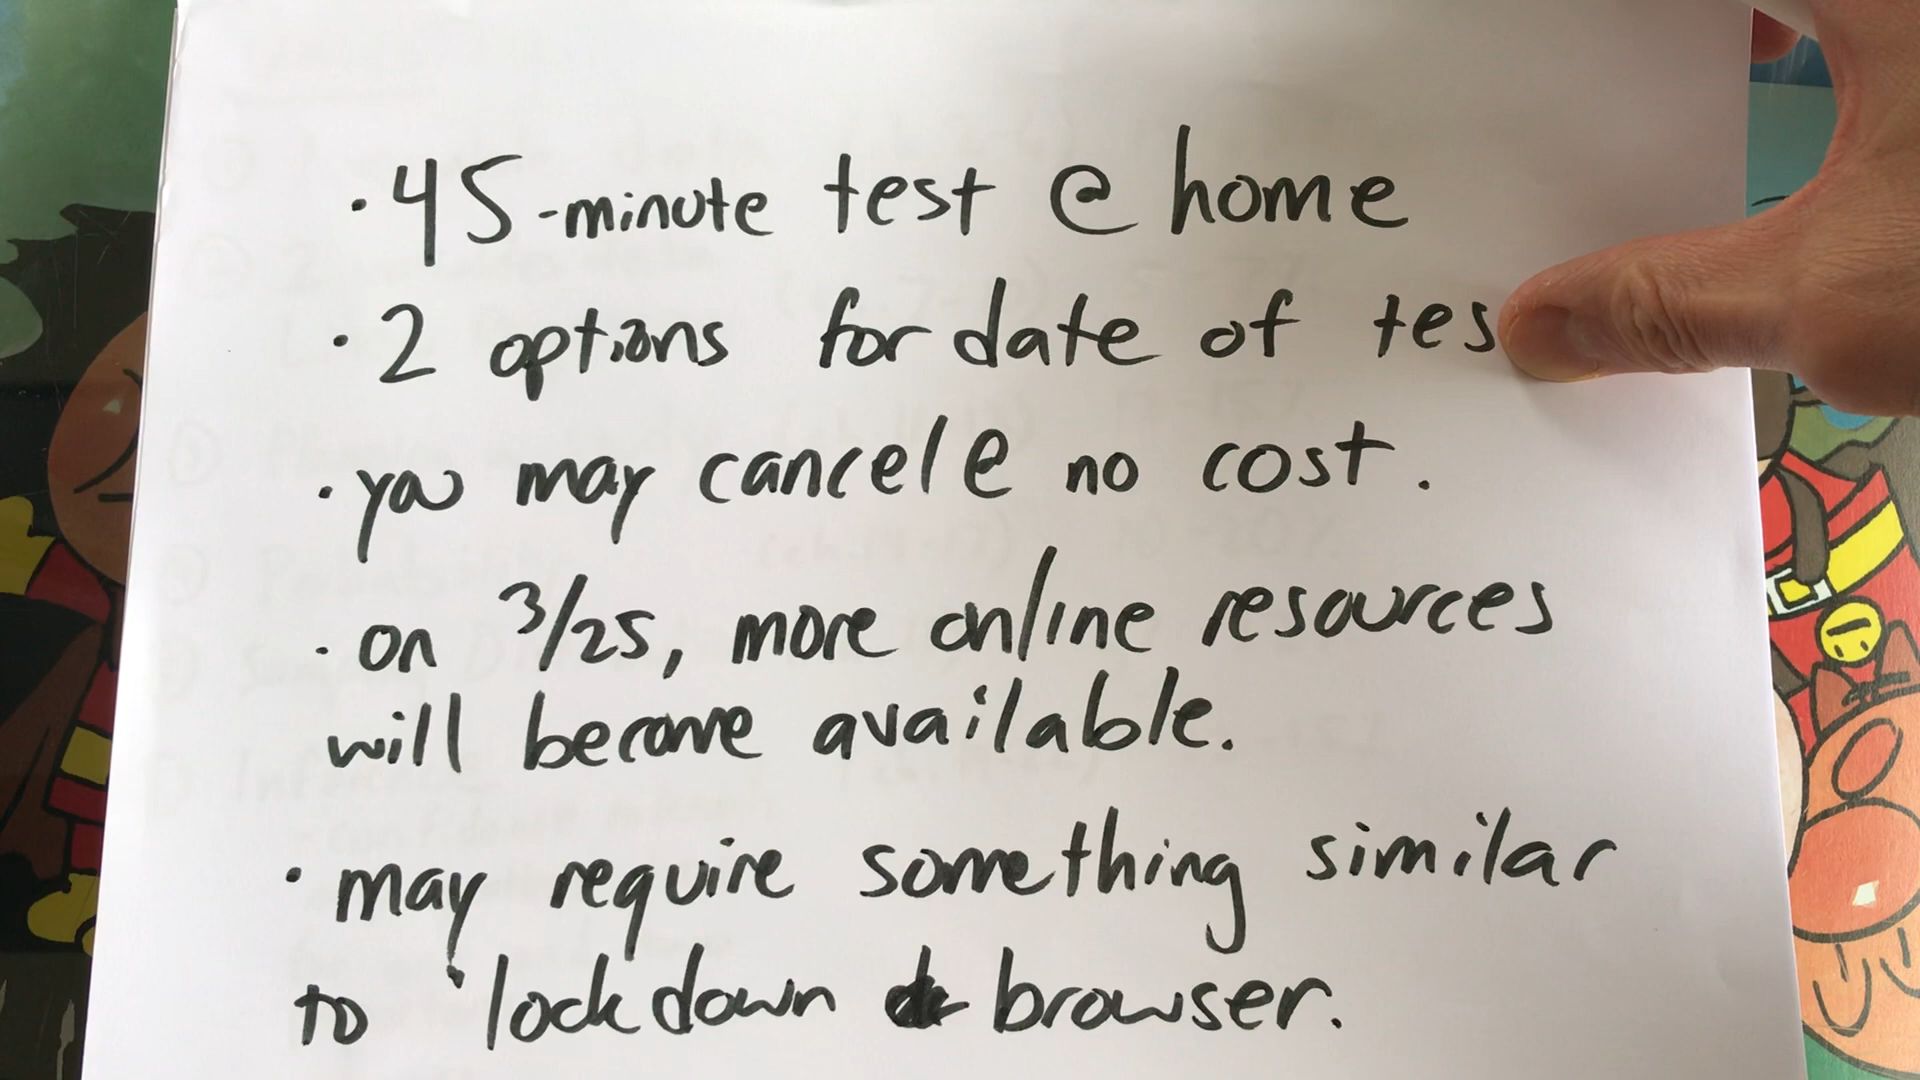 · 45-minute test @ home
· 2 options for date of tes
· you may cancel @ no cost.
· on 3/25, more online resources
will become available.
· may require something similar
to 'lockdown browser.